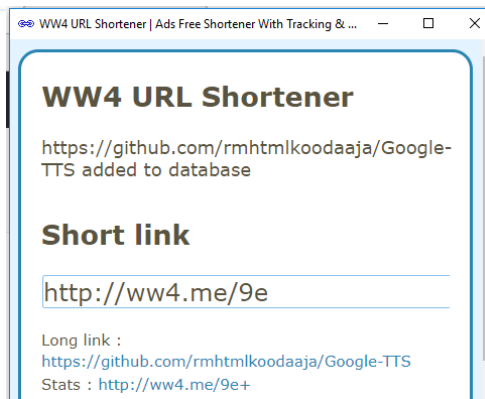 WW4 URL Shortener | Ads Free Shortener With Tracking & ...
WW4 URL Shortener
https://github.com/rmhtmlkoodaaja/Google-
TTS added to database
Short link
http://ww4.me/9e
Long link :
https://github.com/rmhtmlkoodaaja/Google-TTS
Stats : http://ww4.me/9e+